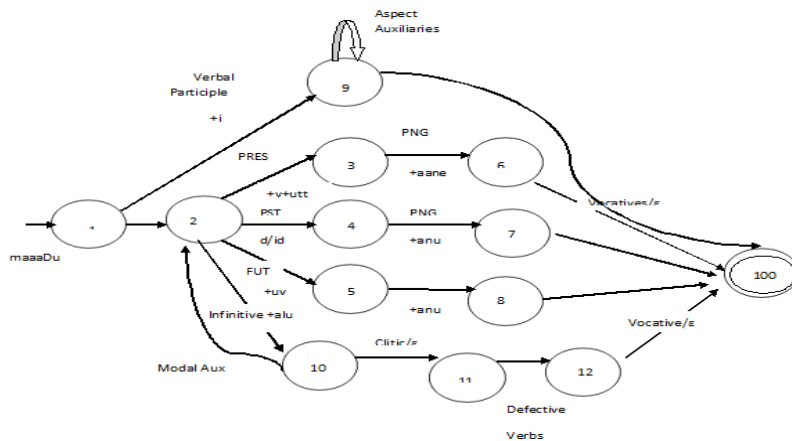 Aspect
Auxiliaries
Verbal
Participle
9
+i
PNG
PRES
3
6
+aane
+v+utt
Vocatives/ε
1
2
PST
4
PNG
7
d/id
+anu
maaaDu
FUT
100
+uv
5
8
+anu
Infinitive +alu
Vocative/ε
Clitic/ε
Modal Aux
10
11
12
Defective
Verbs